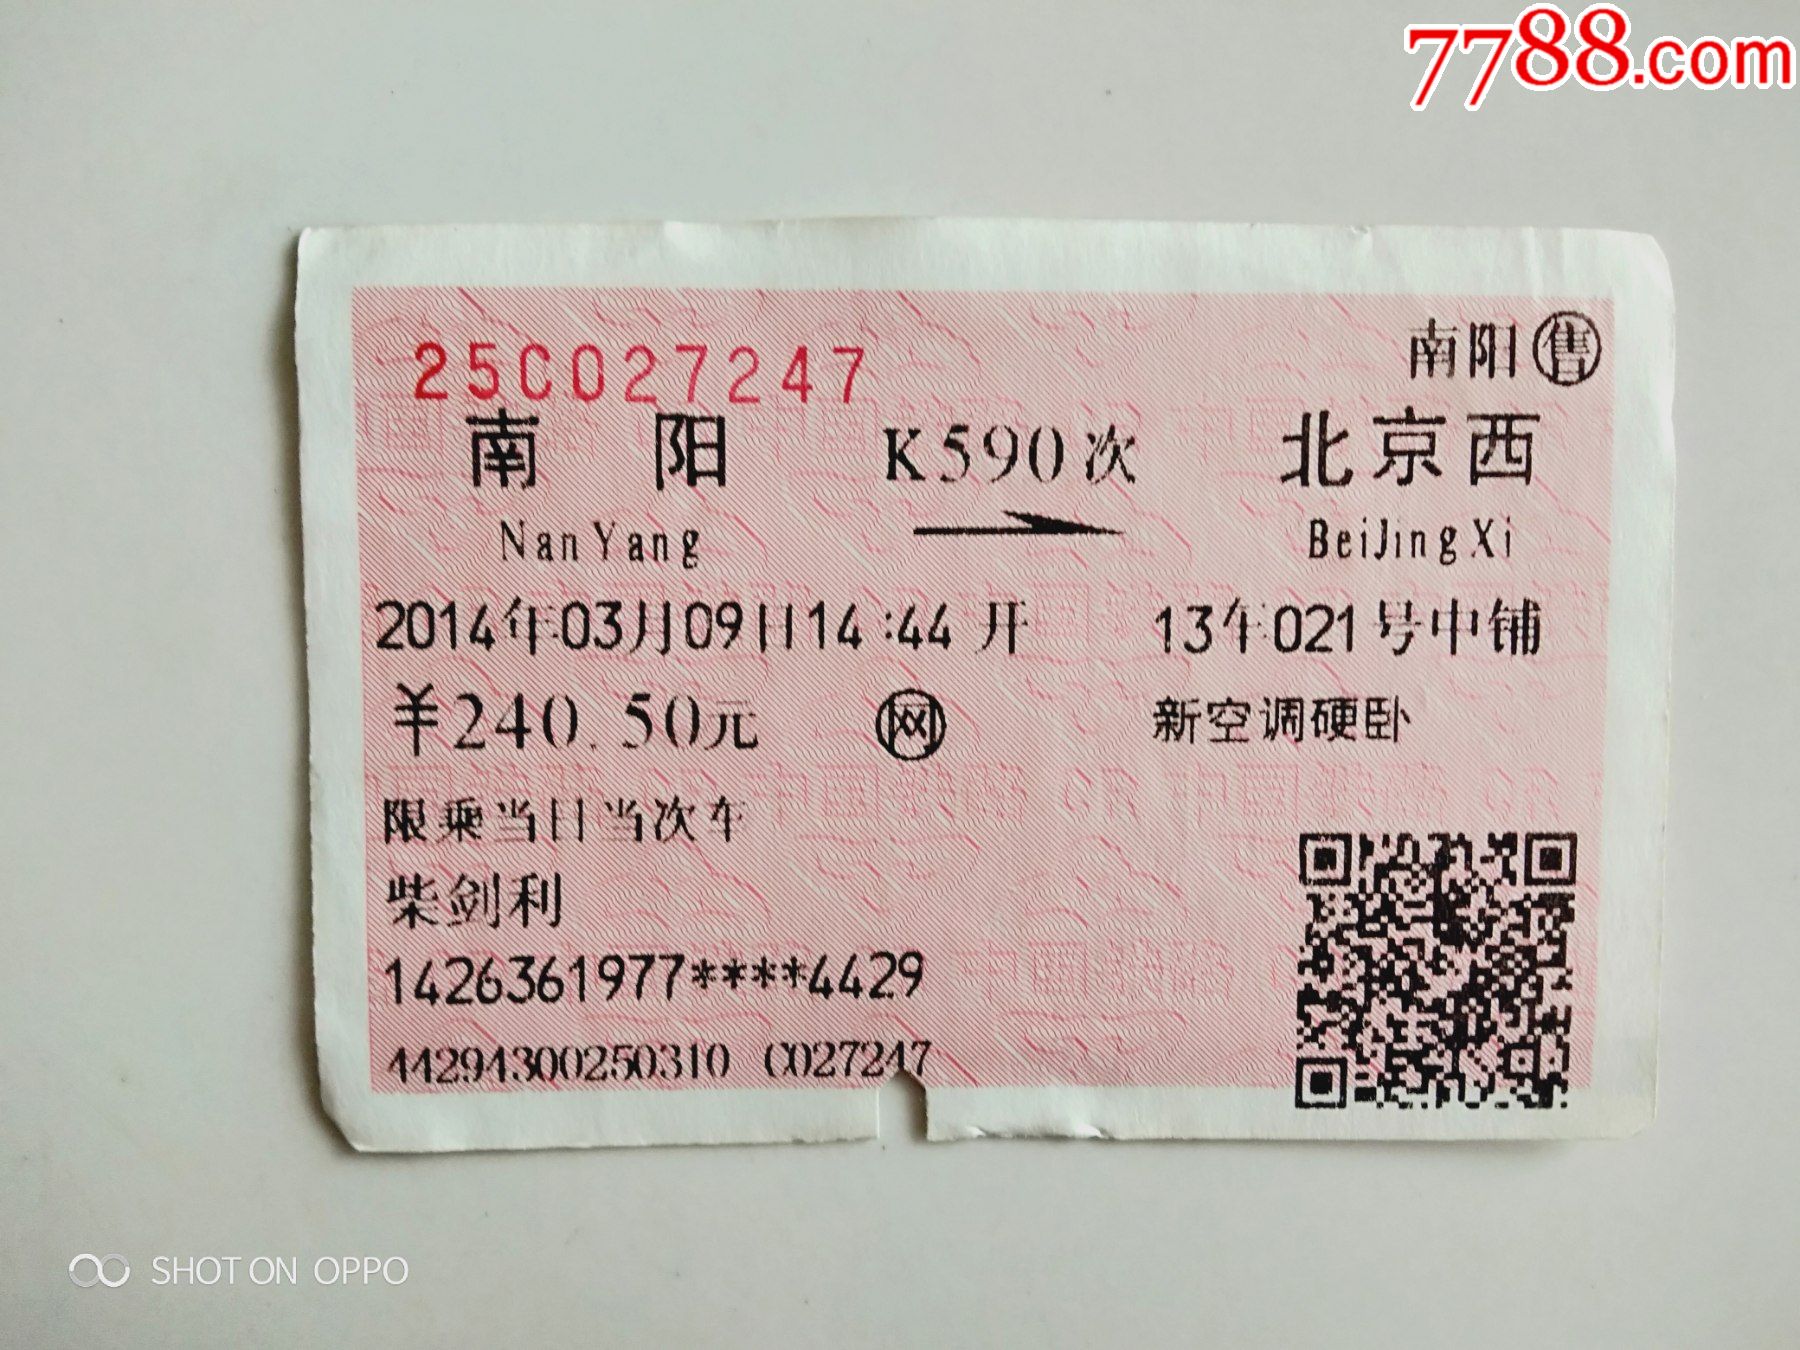 7788.com
25C027247
南阳 售
南阳 K590次 北京西
NanYang BeiJingXi
2014年03月09日14:44开 13车021号中铺
¥240.50元 网 新空调硬卧
限乘当日当次车
柴剑利
1426361977****4429
44294300250310 C027247
SHOT ON OPPO